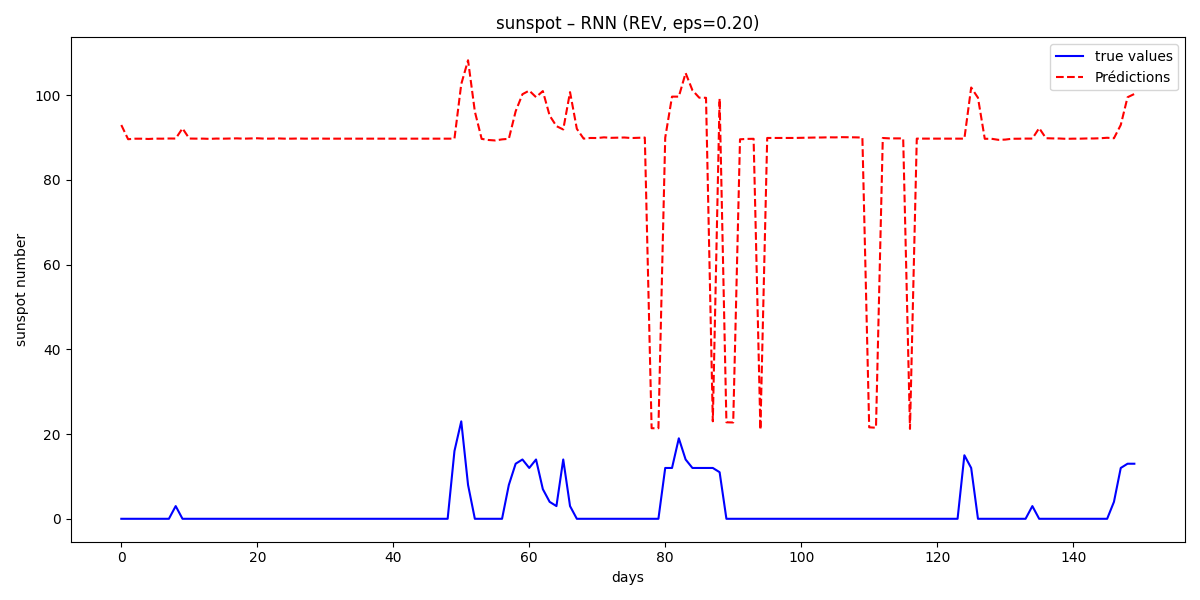 sunspot – RNN (REV, eps=0.20)
true values
Prédictions
sunspot number
100
80
60
40
20
0
0 20 40 60 80 100 120 140
days